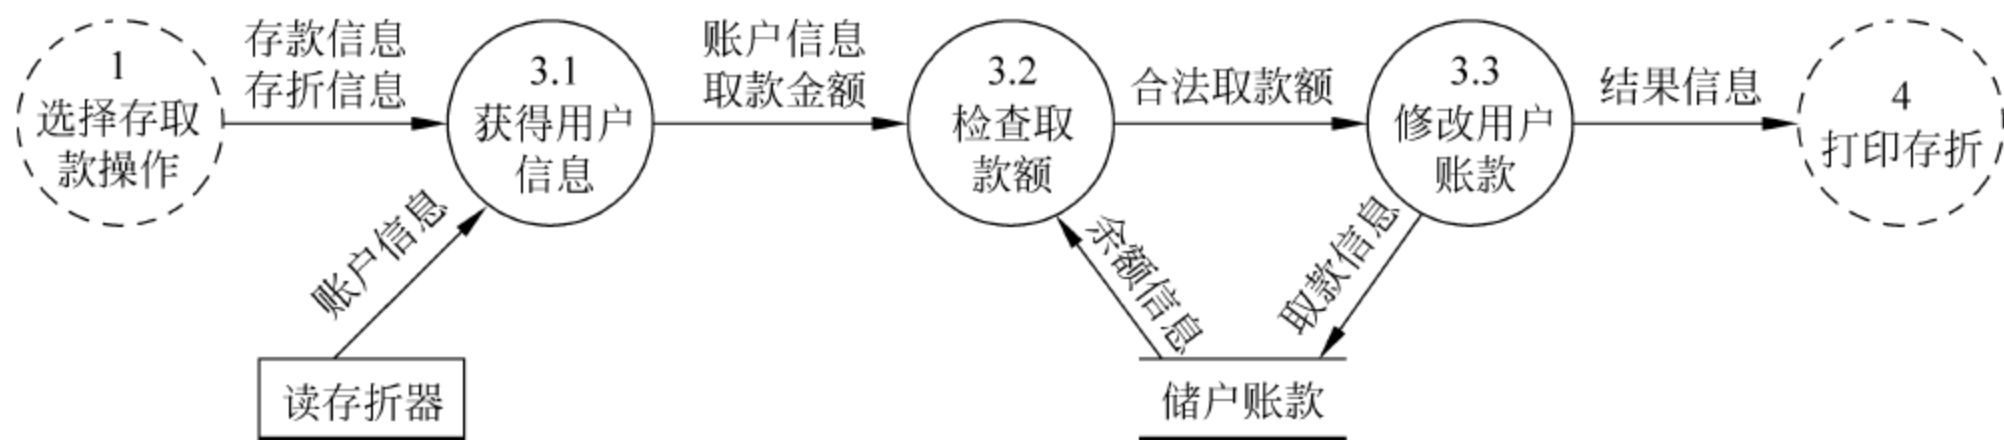 1
选择存取
款操作
存款信息
存折信息
3.1
获得用户
信息
账户信息
取款金额
3.2
检查取
款额
合法取款额
3.3
修改用户
账款
结果信息
4
打印存折
账户信息
余额信息
取款信息
读存折器
储户账款